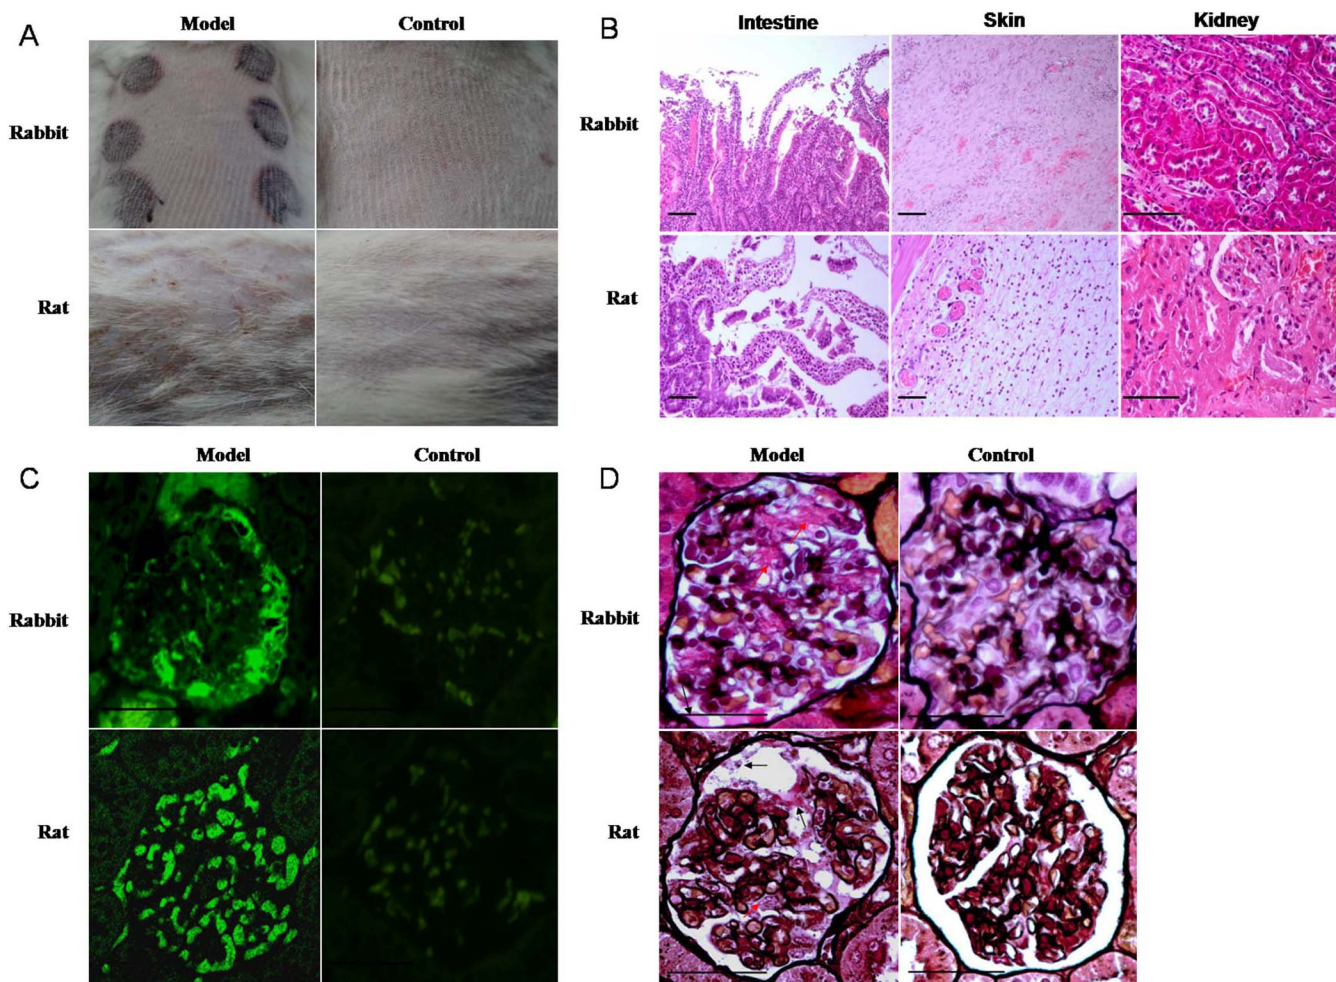 A
Model
Control
Rabbit
Rat
B
Intestine
Skin
Kidney
Rabbit
Rat
C
Model
Control
Rabbit
Rat
D
Model
Control
Rabbit
Rat